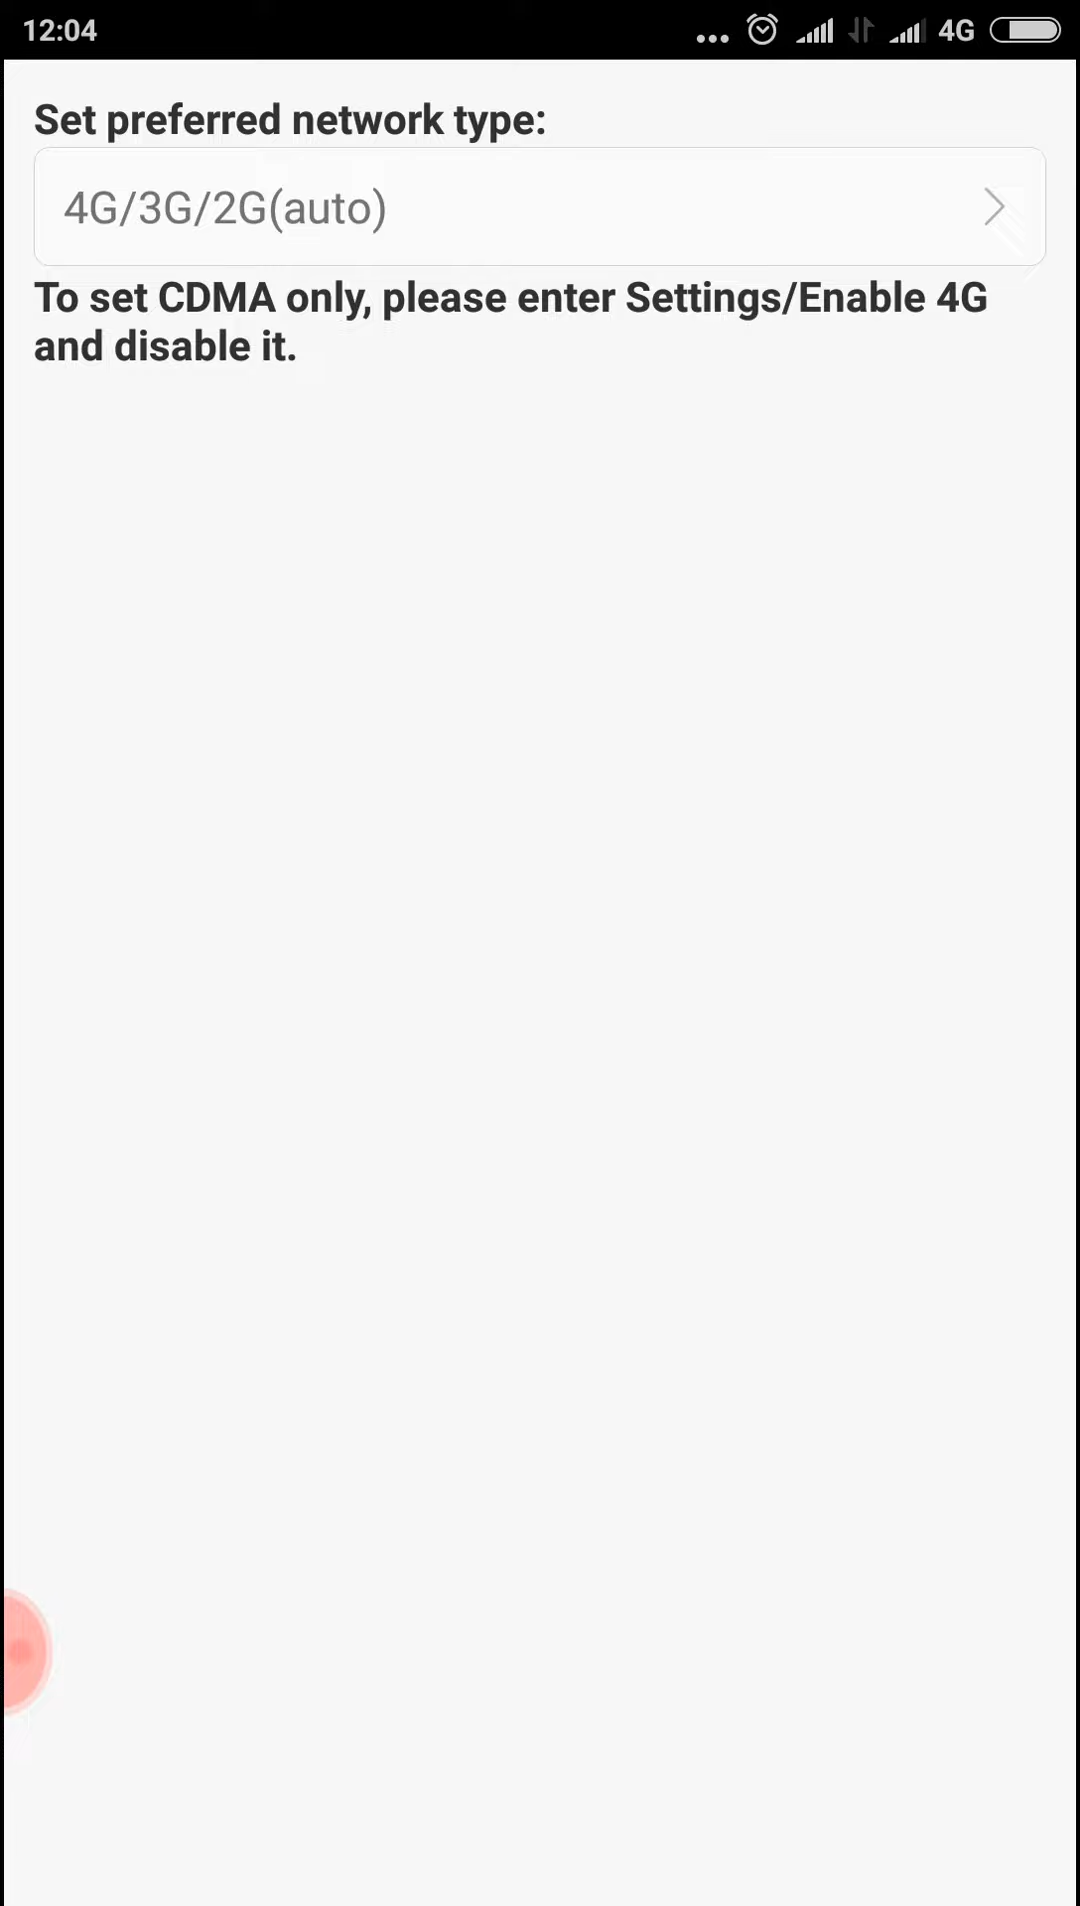 12:04
4G
Set preferred network type:
4G/3G/2G(auto)
To set CDMA only, please enter Settings/Enable 4G
and disable it.